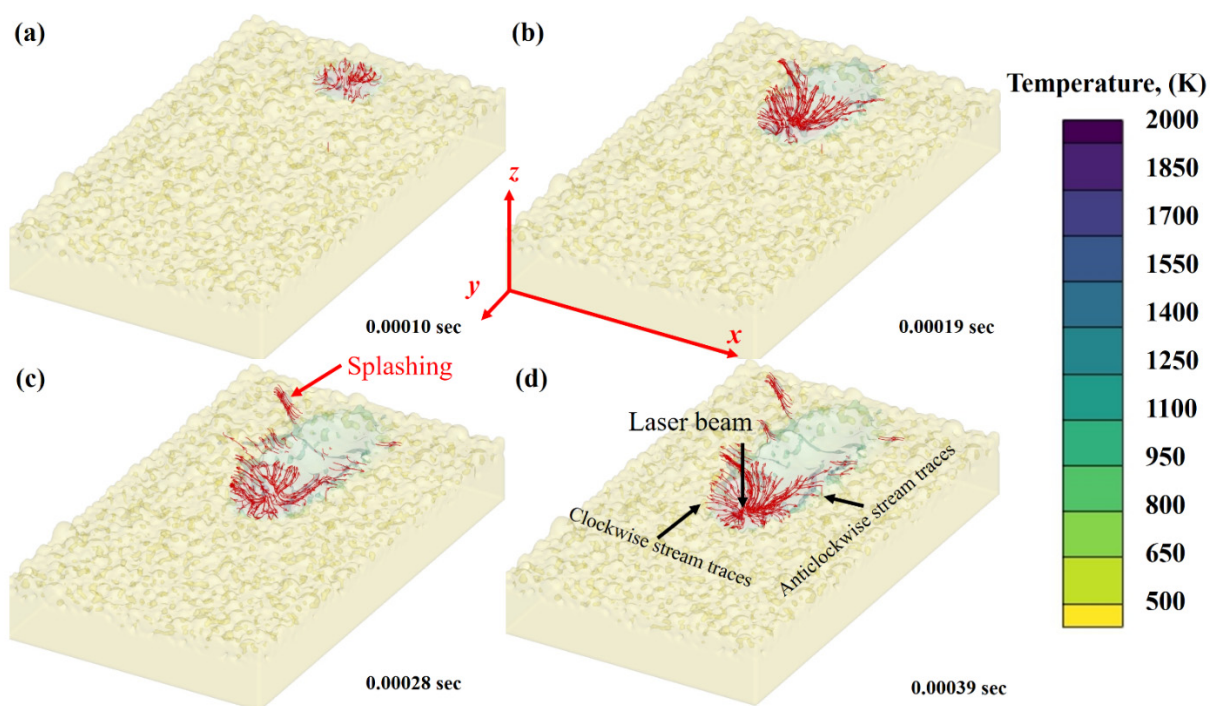 (a)
(b)
Temperature, (K)
2000
1850
1700
1550
1400
1250
1100
950
800
650
500
z
y
x
0.00010 sec
0.00019 sec
(c)
Splashing
(d)
Laser beam
Clockwise stream traces
Anticlockwise stream traces
0.00028 sec
0.00039 sec